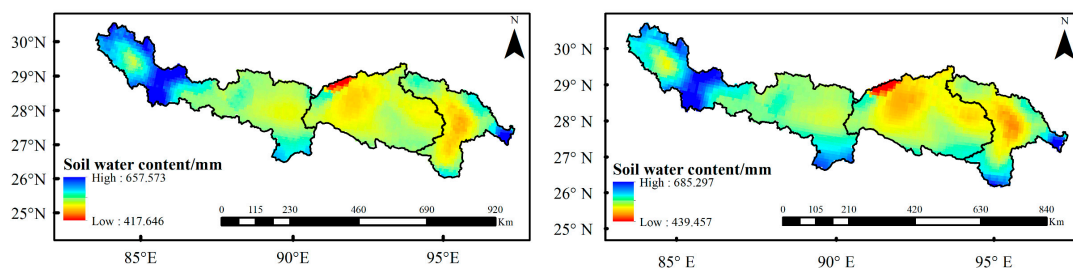 N
30°N
29°N
28°N
27°N
26°N
25°N
Soil water content/mm
High : 657.573
Low : 417.646
0 115 230 460 690 920
Km
85°E 90°E 95°E
N
30°N
29°N
28°N
27°N
26°N
25°N
Soil water content/mm
High : 685.297
Low : 439.457
0 105 210 420 630 840
Km
85° E 90° E 95° E